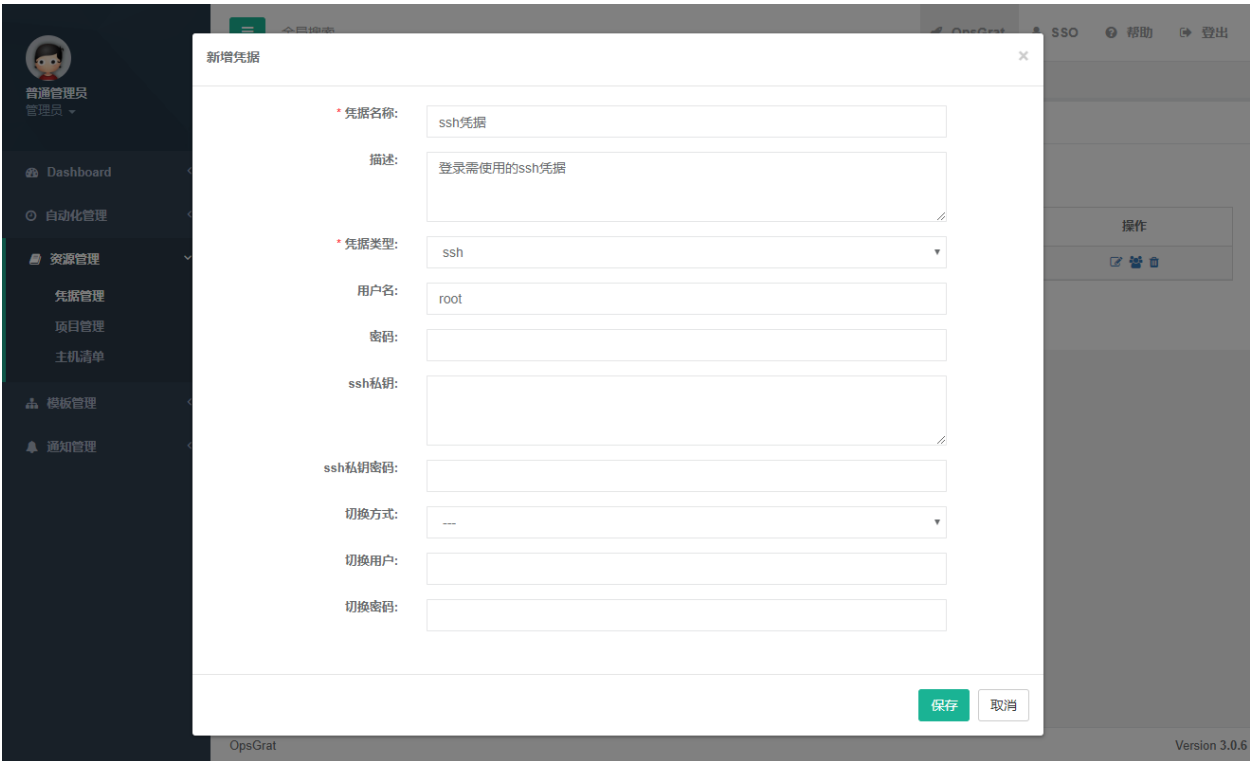 全局搜索
OpsGrat
SSO
帮助
登出
普通管理员
管理员
Dashboard
自动化管理
资源管理
凭据管理
项目管理
主机清单
模板管理
通知管理
新增凭据
×
* 凭据名称:
ssh凭据
描述:
登录需使用的ssh凭据
* 凭据类型:
ssh
用户名:
root
密码:
ssh私钥:
ssh私钥密码:
切换方式:
---
切换用户:
切换密码:
保存
取消
操作
OpsGrat
Version 3.0.6